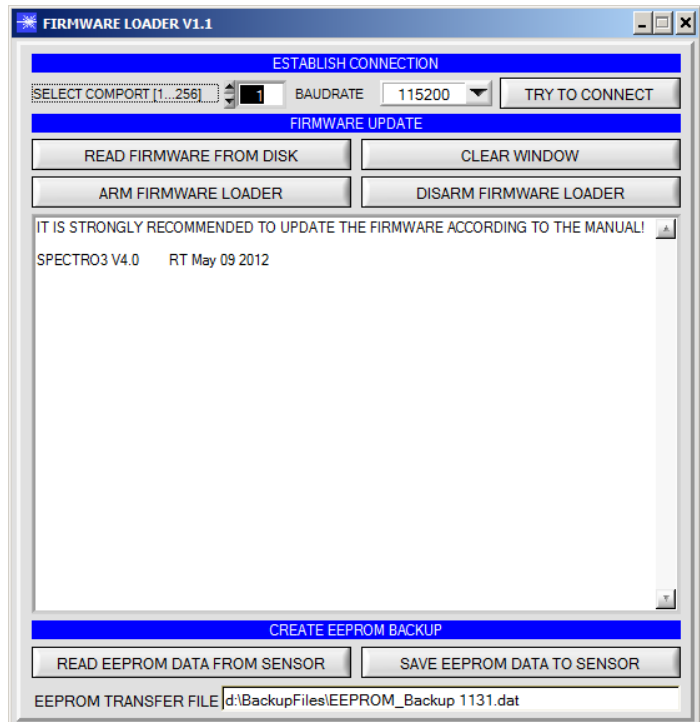 FIRMWARE LOADER V1.1
ESTABLISH CONNECTION
SELECT COMPORT [1...256] 1 BAUDRATE 115200 TRY TO CONNECT
FIRMWARE UPDATE
READ FIRMWARE FROM DISK CLEAR WINDOW
ARM FIRMWARE LOADER DISARM FIRMWARE LOADER
IT IS STRONGLY RECOMMENDED TO UPDATE THE FIRMWARE ACCORDING TO THE MANUAL!
SPECTRO3 V4.0 RT May 09 2012
CREATE EEPROM BACKUP
READ EEPROM DATA FROM SENSOR SAVE EEPROM DATA TO SENSOR
EEPROM TRANSFER FILE d:\BackupFiles\EEPROM_Backup 1131.dat